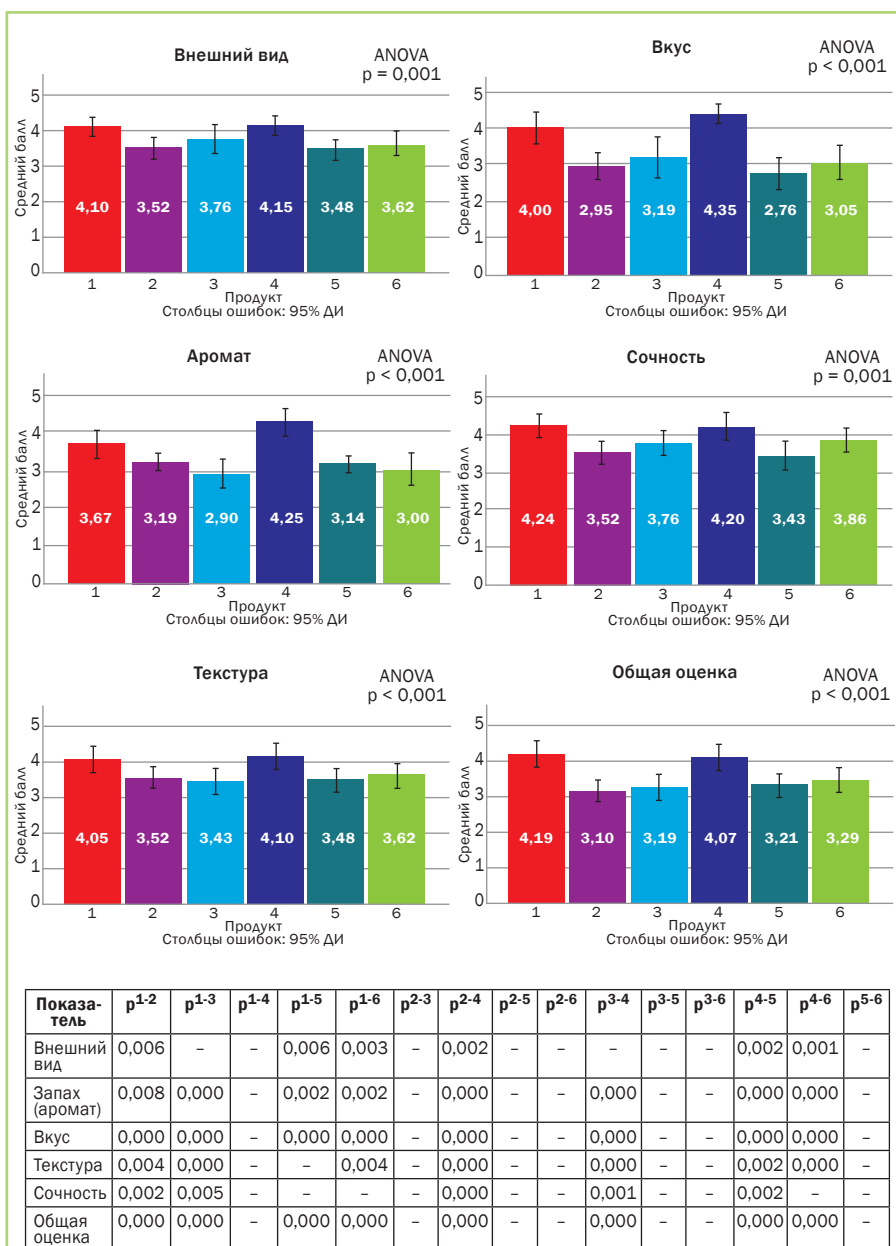 Внешний вид
ANOVA
p = 0,001
Средний балл
5
4
3
2
1
0
4,10 3,52 3,76 4,15 3,48 3,62
1 2 3 4 5 6
Продукт
Столбцы ошибок: 95% ДИ
Вкус
ANOVA
p < 0,001
Средний балл
5
4
3
2
1
0
4,00 2,95 3,19 4,35 2,76 3,05
1 2 3 4 5 6
Продукт
Столбцы ошибок: 95% ДИ
Аромат
ANOVA
p < 0,001
Средний балл
5
4
3
2
1
0
3,67 3,19 2,90 4,25 3,14 3,00
1 2 3 4 5 6
Продукт
Столбцы ошибок: 95% ДИ
Сочность
ANOVA
p = 0,001
Средний балл
5
4
3
2
1
0
4,24 3,52 3,76 4,20 3,43 3,86
1 2 3 4 5 6
Продукт
Столбцы ошибок: 95% ДИ
Текстура
ANOVA
p < 0,001
Средний балл
5
4
3
2
1
0
4,05 3,52 3,43 4,10 3,48 3,62
1 2 3 4 5 6
Продукт
Столбцы ошибок: 95% ДИ
Общая оценка
ANOVA
p < 0,001
Средний балл
5
4
3
2
1
0
4,19 3,10 3,19 4,07 3,21 3,29
1 2 3 4 5 6
Продукт
Столбцы ошибок: 95% ДИ
Показа- p1-2 p1-3 p1-4 p1-5 p1-6 p2-3 p2-4 p2-5 p2-6 p3-4 p3-5 p3-6 p4-5 p4-6 p5-6
тель
Внешний 0,006 – – 0,006 0,003 – 0,002 – – – – – 0,002 0,001 –
вид
Запах 0,008 0,000 – 0,002 0,002 – 0,000 – – 0,000 – – 0,000 0,000 –
(аромат)
Вкус 0,000 0,000 – 0,000 0,000 – 0,000 – – 0,000 – – 0,000 0,000 –
Текстура 0,004 0,000 – – 0,004 – 0,000 – – 0,000 – – 0,002 0,000 –
Сочность 0,002 0,005 – – – – 0,000 – – 0,001 – – 0,002 – –
Общая 0,000 0,000 – 0,000 0,000 – 0,000 – – 0,000 – – 0,000 0,000 –
оценка